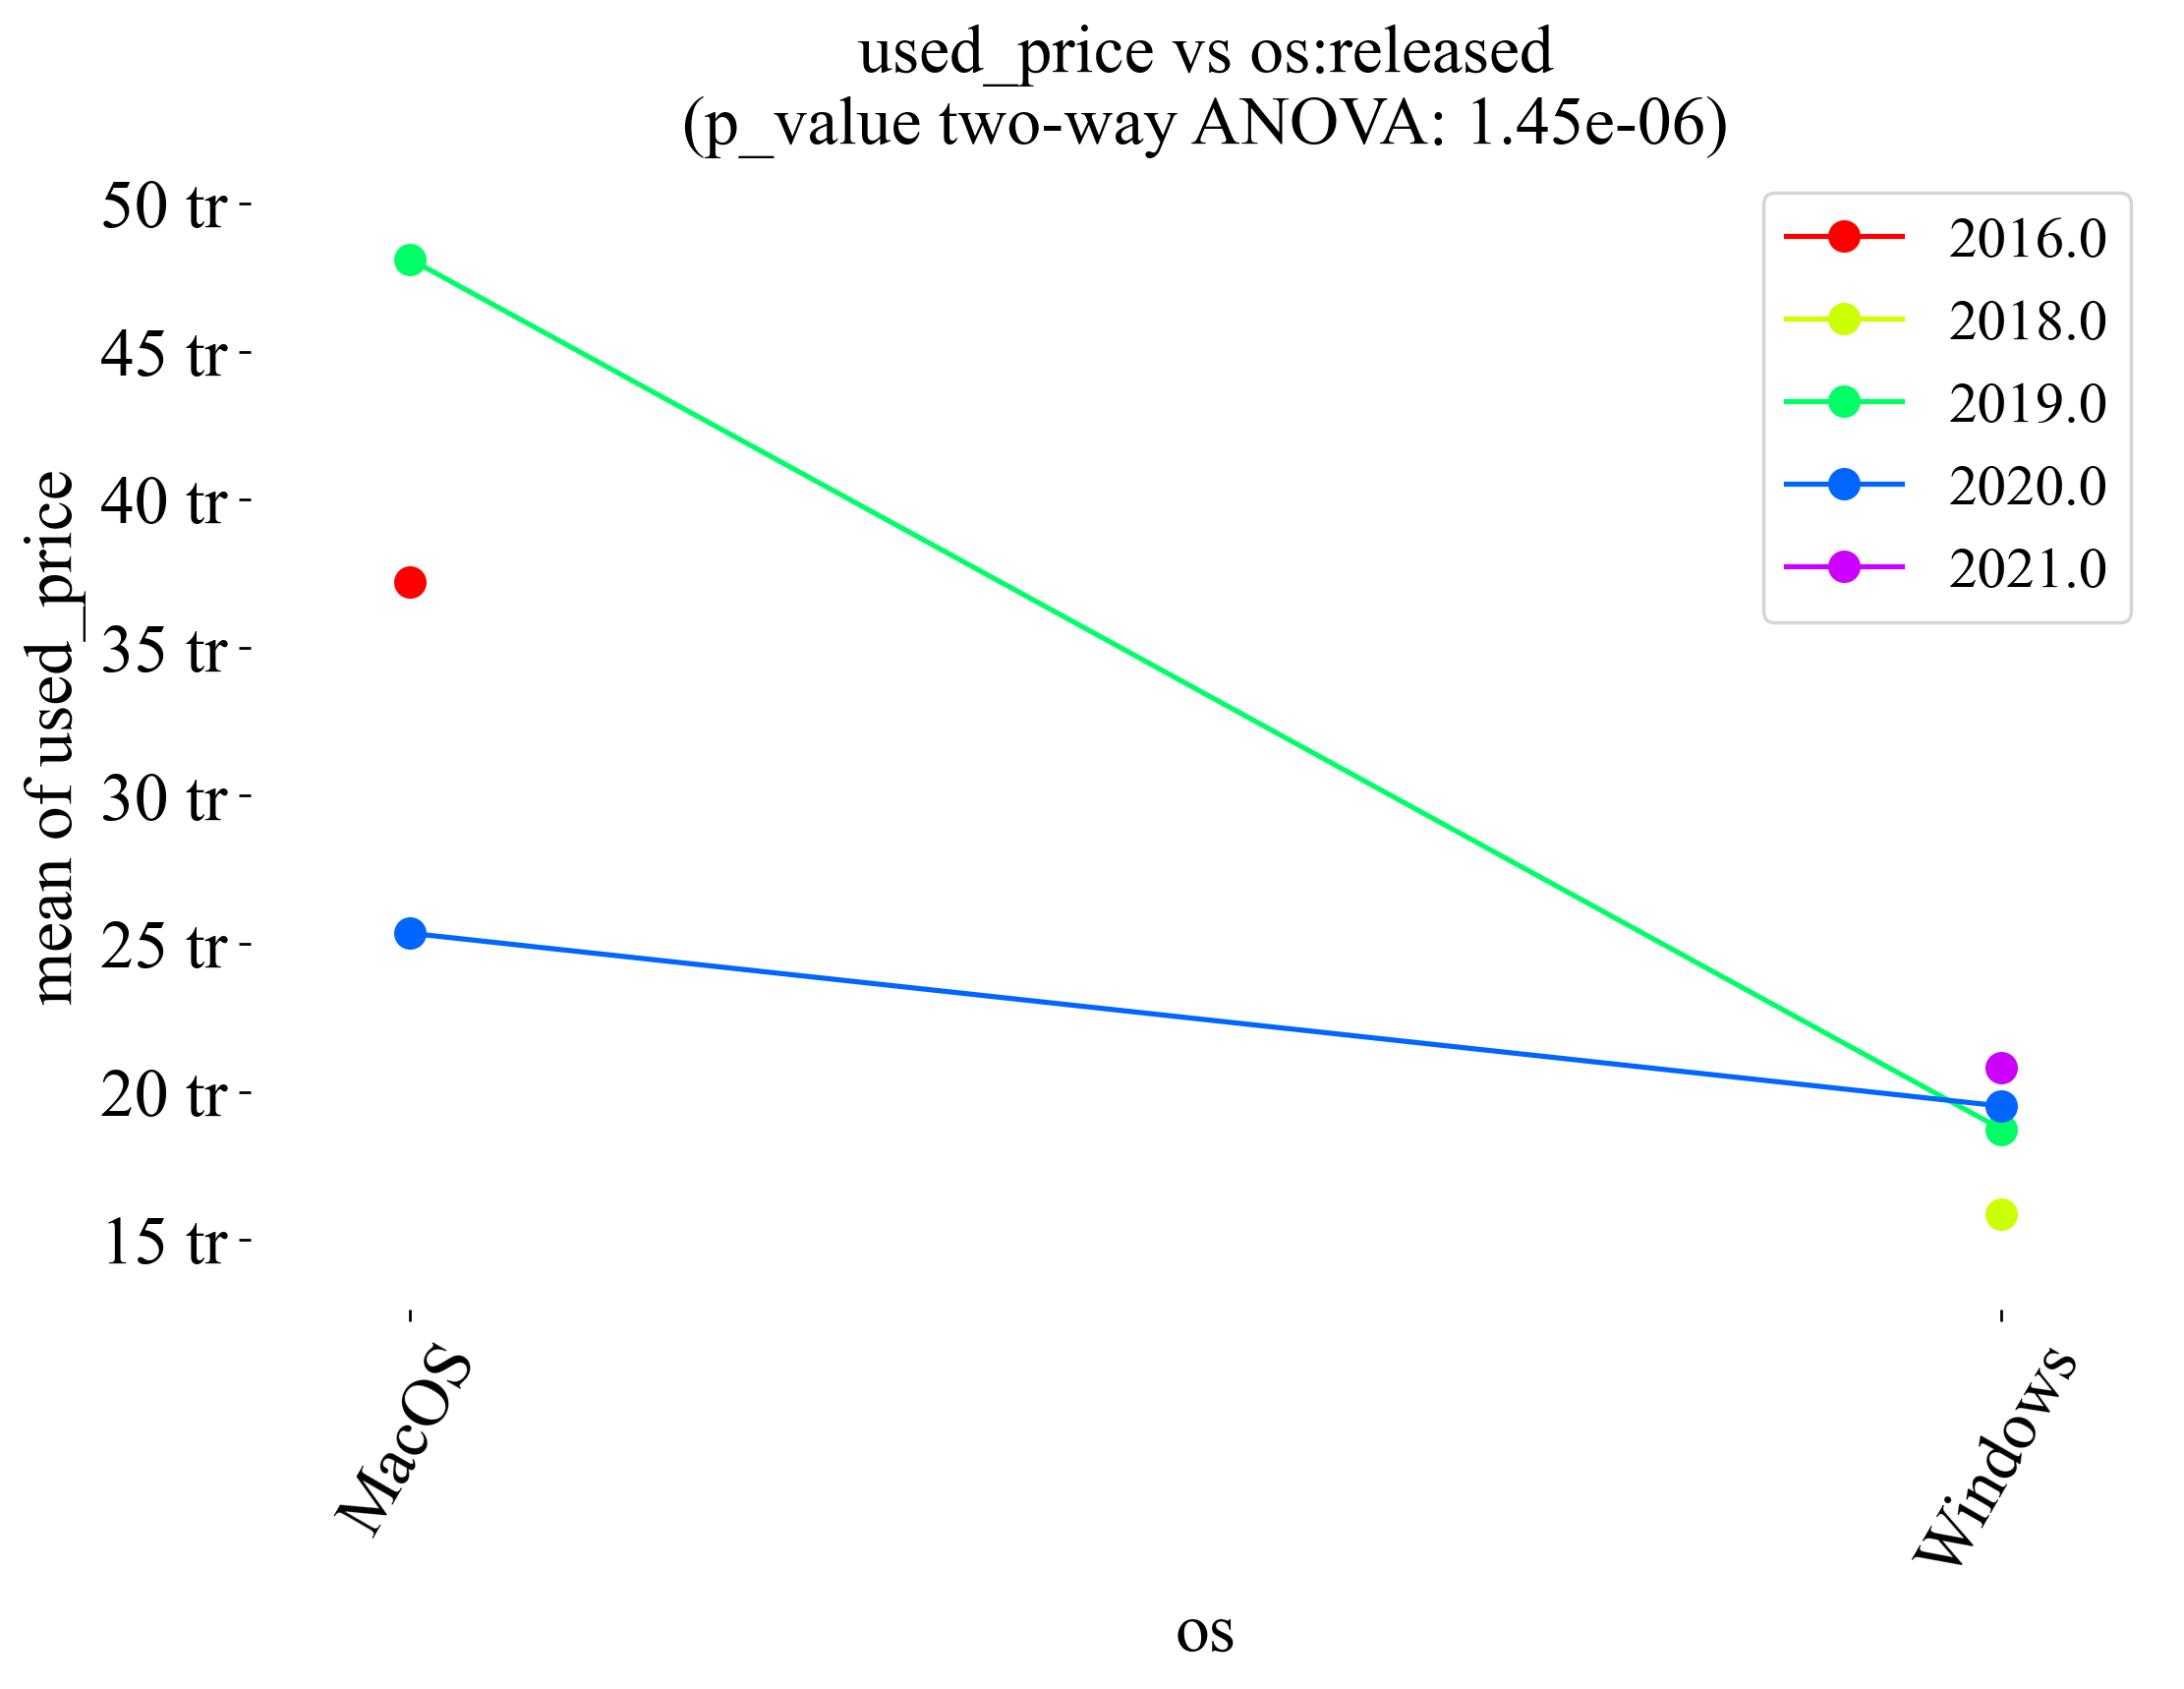 used_price vs os:released
(p_value two-way ANOVA: 1.45e-06)
50 tr
45 tr
40 tr
35 tr
30 tr
25 tr
20 tr
15 tr
mean of used_price
2016.0
2018.0
2019.0
2020.0
2021.0
MacOS
Windows
os